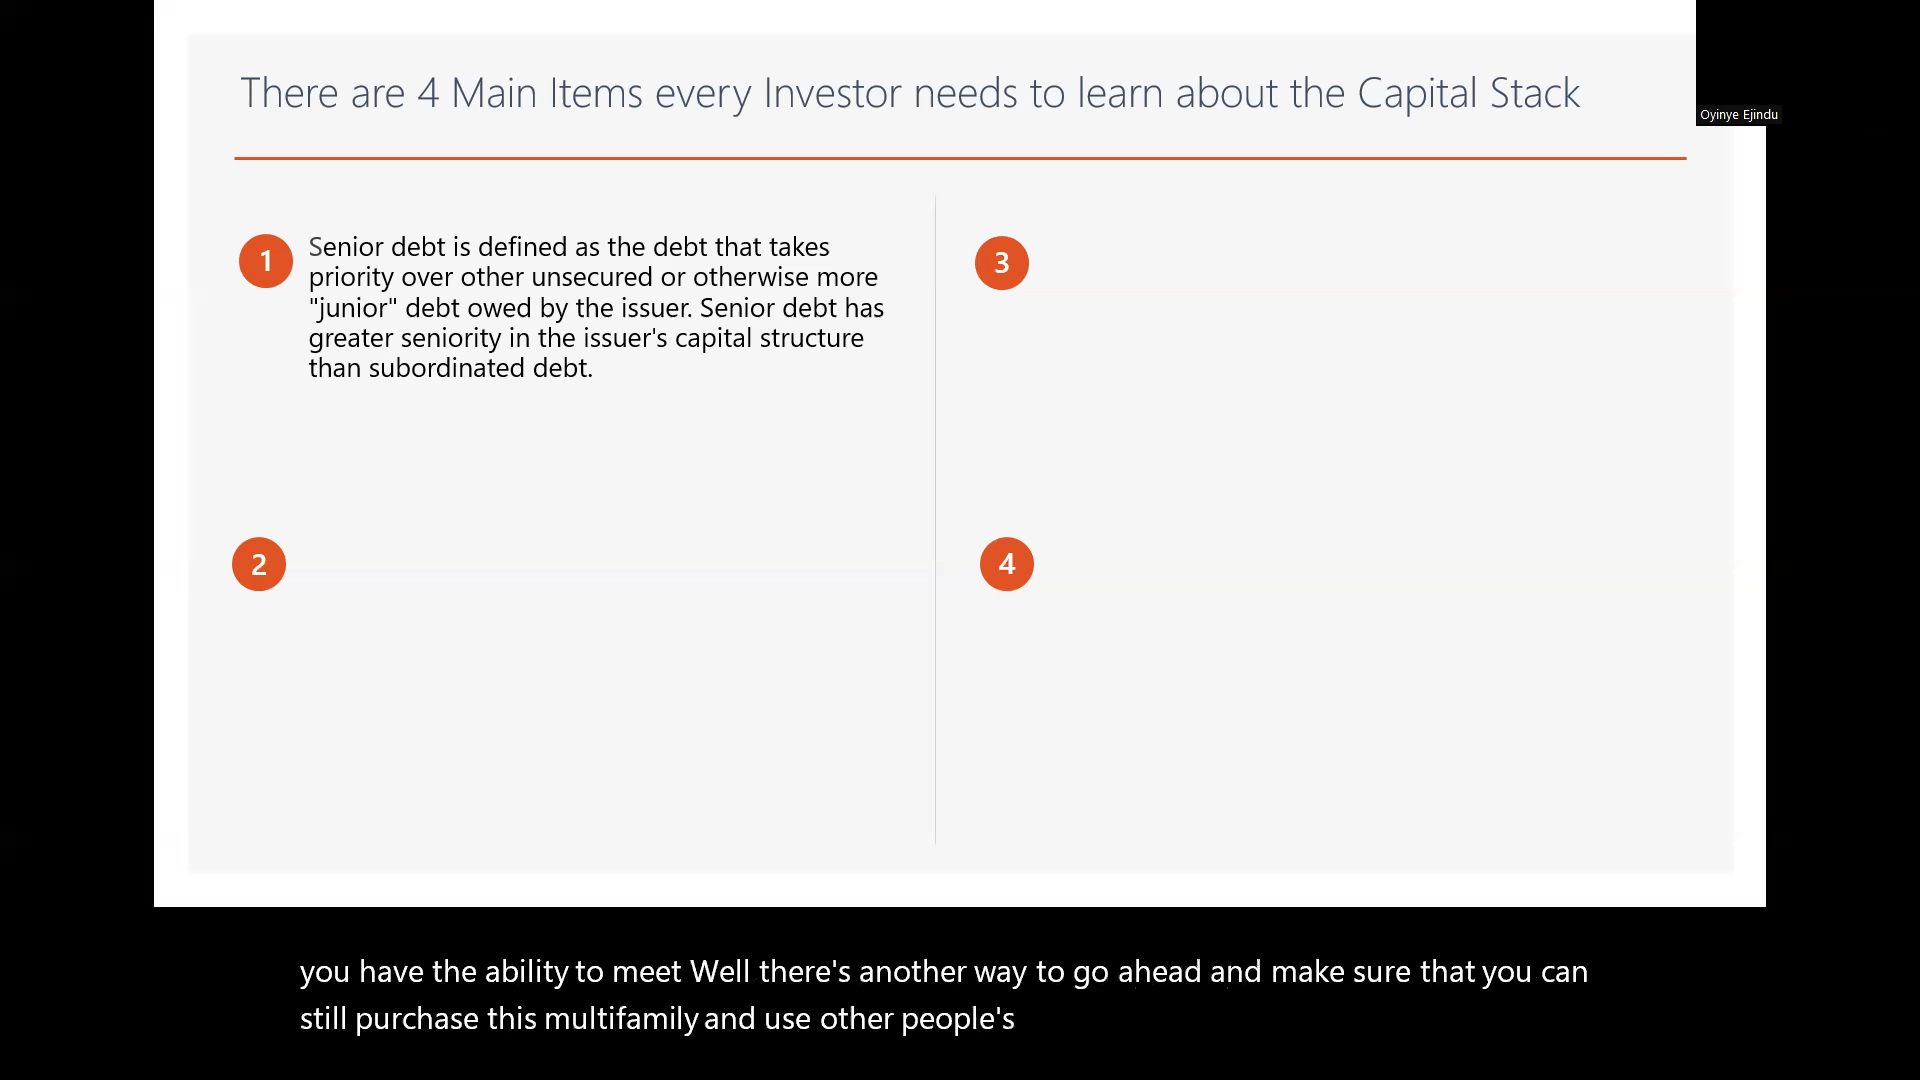 There are 4 Main Items every Investor needs to learn about the Capital Stack
Oyinye Ejindu
1
Senior debt is defined as the debt that takes
priority over other unsecured or otherwise more
"junior" debt owed by the issuer. Senior debt has
greater seniority in the issuer's capital structure
than subordinated debt.
2
3
4
you have the ability to meet Well there's another way to go ahead and make sure that you can
still purchase this multifamily and use other people's